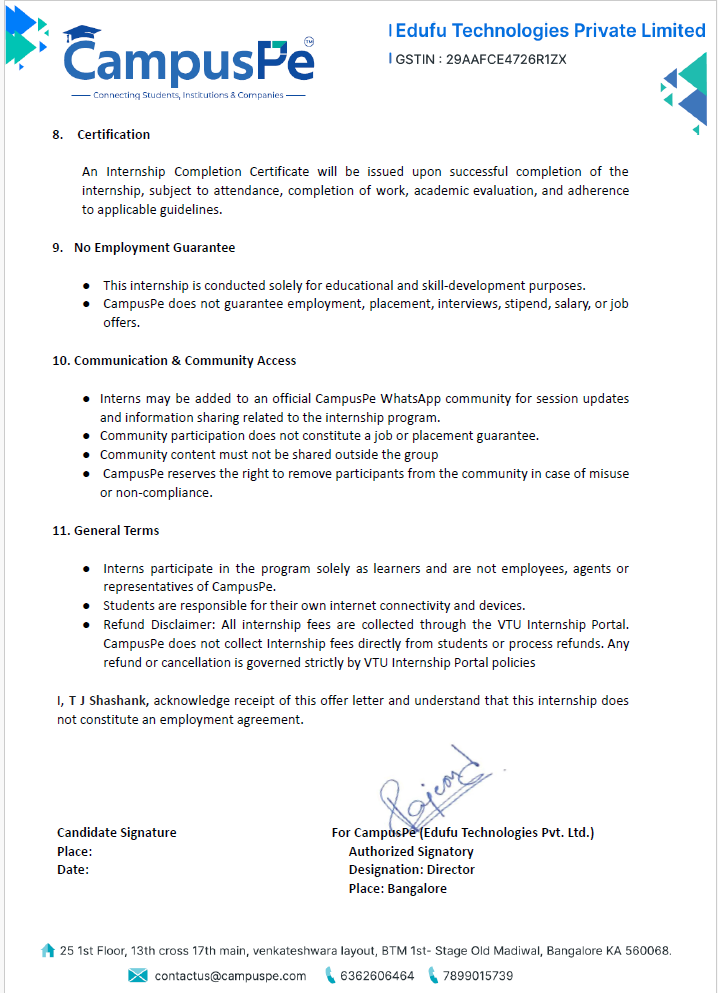 CampusPe
TM
Connecting Students, Institutions & Companies
Edufu Technologies Private Limited
GSTIN : 29AAFCE4726R1ZX
8. Certification
An Internship Completion Certificate will be issued upon successful completion of the
internship, subject to attendance, completion of work, academic evaluation, and adherence
to applicable guidelines.
9. No Employment Guarantee
● This internship is conducted solely for educational and skill-development purposes.
● CampusPe does not guarantee employment, placement, interviews, stipend, salary, or job
offers.
10. Communication & Community Access
● Interns may be added to an official CampusPe WhatsApp community for session updates
and information sharing related to the internship program.
● Community participation does not constitute a job or placement guarantee.
● Community content must not be shared outside the group
● CampusPe reserves the right to remove participants from the community in case of misuse
or non-compliance.
11. General Terms
● Interns participate in the program solely as learners and are not employees, agents or
representatives of CampusPe.
● Students are responsible for their own internet connectivity and devices.
● Refund Disclaimer: All internship fees are collected through the VTU Internship Portal.
CampusPe does not collect Internship fees directly from students or process refunds. Any
refund or cancellation is governed strictly by VTU Internship Portal policies
I, T J Shashank, acknowledge receipt of this offer letter and understand that this internship does
not constitute an employment agreement.
Candidate Signature
Place:
Date:
For CampusPe (Edufu Technologies Pvt. Ltd.)
Authorized Signatory
Designation: Director
Place: Bangalore
25 1st Floor, 13th cross 17th main, venkateshwara layout, BTM 1st- Stage Old Madiwal, Bangalore KA 560068.
contactus@campuspe.com 6362606464 7899015739